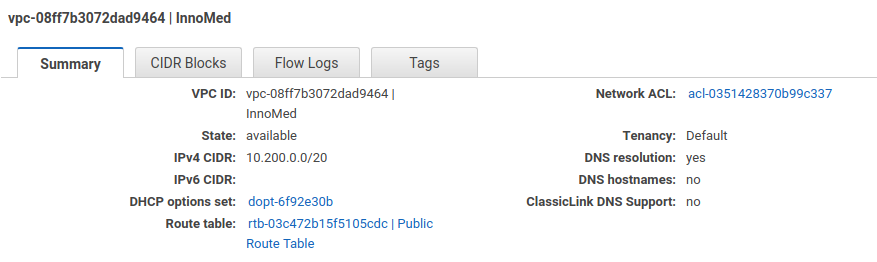 vpc-08ff7b3072dad9464 | InnoMed
Summary
CIDR Blocks
Flow Logs
Tags
VPC ID: vpc-08ff7b3072dad9464 |
InnoMed
Network ACL: acl-0351428370b99c337
State: available
Tenancy: Default
IPv4 CIDR: 10.200.0.0/20
DNS resolution: yes
IPv6 CIDR:
DNS hostnames: no
DHCP options set: dopt-6f92e30b
ClassicLink DNS Support: no
Route table: rtb-03c472b15f5105cdc | Public
Route Table